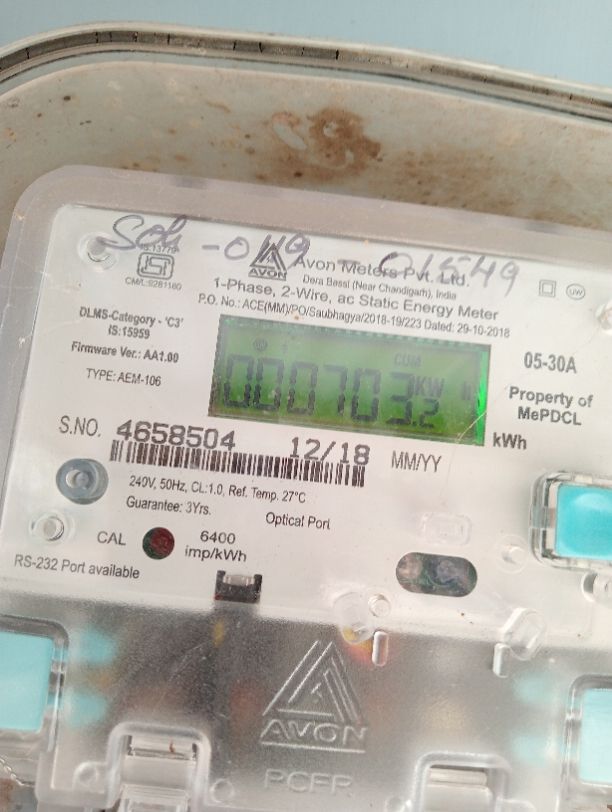 AVON
Avon Meters Pvt. Ltd.
Dera Bassi (Near Chandigarh), India
CM/L:9281160
1-Phase, 2-Wire, ac Static Energy Meter
P.O. No.: ACE(MM)/PO/Saubhagya/2018-19/223 Dated: 29-10-2018
DLMS-Category - 'C3'
IS:15959
Firmware Ver.: AA1.00
TYPE: AEM-106
CUM
000703.2 KW h
05-30A
Property of
MePDCL
kWh
S.NO. 4658504 12/18 MM/YY
240V, 50Hz, CL:1.0, Ref. Temp. 27°C
Guarantee: 3Yrs.
Optical Port
CAL 6400
imp/kWh
RS-232 Port available
AVON